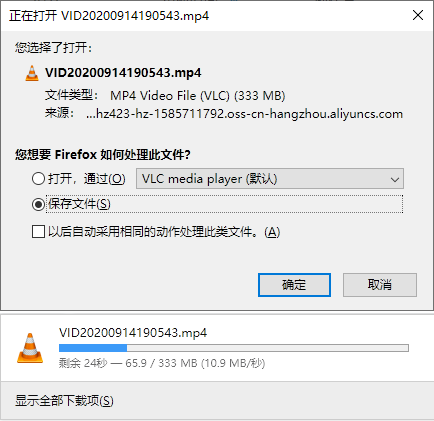 正在打开 VID20200914190543.mp4
您选择了打开:
VID20200914190543.mp4
文件类型: MP4 Video File (VLC) (333 MB)
来源: ...hz423-hz-1585711792.oss-cn-hangzhou.aliyuncs.com
您想要 Firefox 如何处理此文件?
打开，通过(O) VLC media player (默认)
保存文件(S)
以后自动采用相同的动作处理此类文件。(A)
确定 取消
VID20200914190543.mp4
剩余 24秒 — 65.9 / 333 MB (10.9 MB/秒)
显示全部下载项(S)